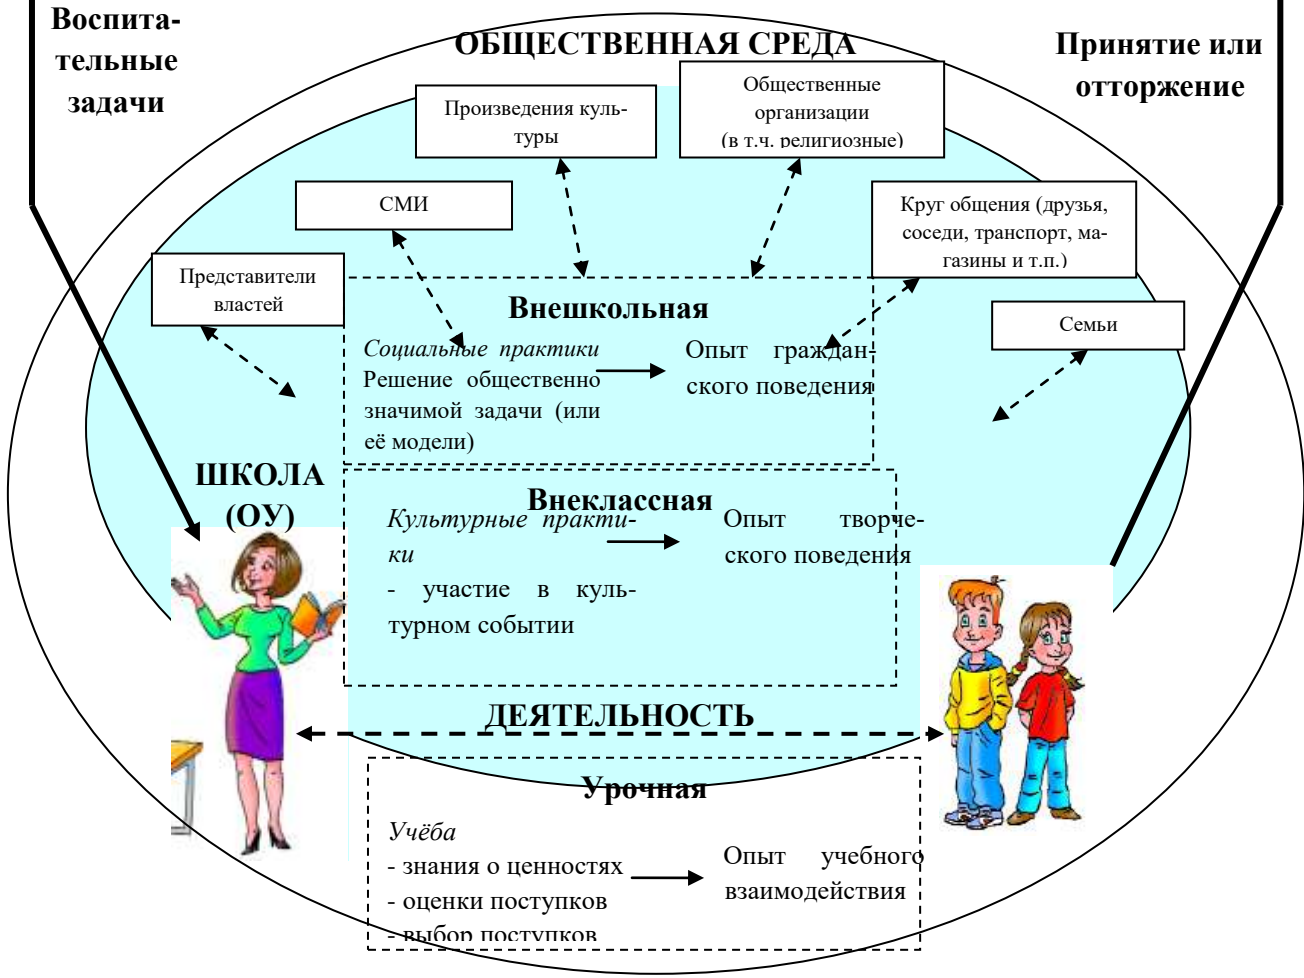 Воспита-
тельные
задачи
ОБЩЕСТВЕННАЯ СРЕДА
Принятие или
отторжение
Произведения куль-
туры
Общественные
организации
(в т.ч. религиозные)
СМИ
Круг общения (друзья,
соседи, транспорт, ма-
газины и т.п.)
Представители
властей
Семьи
Внешкольная
Социальные практики
Решение общественно
значимой задачи (или
её модели)
Опыт граждан-
ского поведения
ШКОЛА
(ОУ)
Внеклассная
Культурные практи-
ки
- участие в куль-
турном событии
Опыт творче-
ского поведения
ДЕЯТЕЛЬНОСТЬ
Урочная
Учёба
- знания о ценностях
- оценки поступков
- выбор поступков
Опыт учебного
взаимодействия